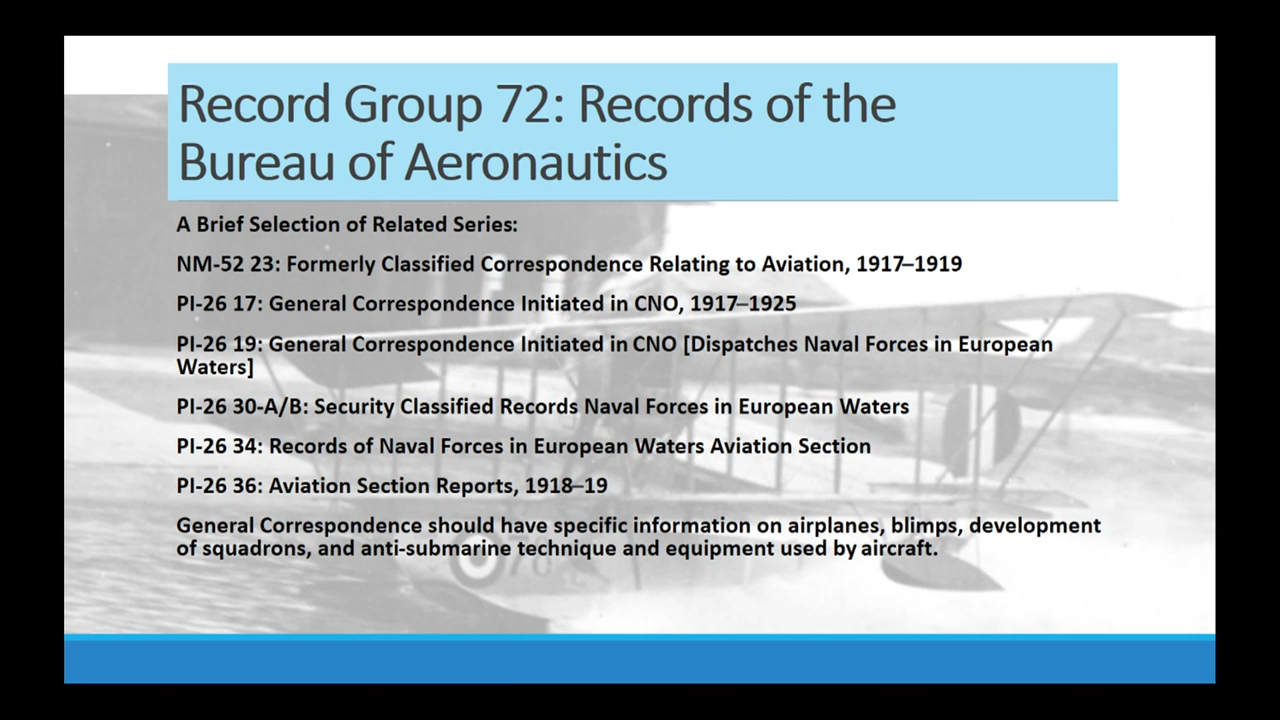 Record Group 72: Records of the
Bureau of Aeronautics
A Brief Selection of Related Series:
NM-52 23: Formerly Classified Correspondence Relating to Aviation, 1917–1919
PI-26 17: General Correspondence Initiated in CNO, 1917–1925
PI-26 19: General Correspondence Initiated in CNO [Dispatches Naval Forces in European
Waters]
PI-26 30-A/B: Security Classified Records Naval Forces in European Waters
PI-26 34: Records of Naval Forces in European Waters Aviation Section
PI-26 36: Aviation Section Reports, 1918–19
General Correspondence should have specific information on airplanes, blimps, development
of squadrons, and anti-submarine technique and equipment used by aircraft.